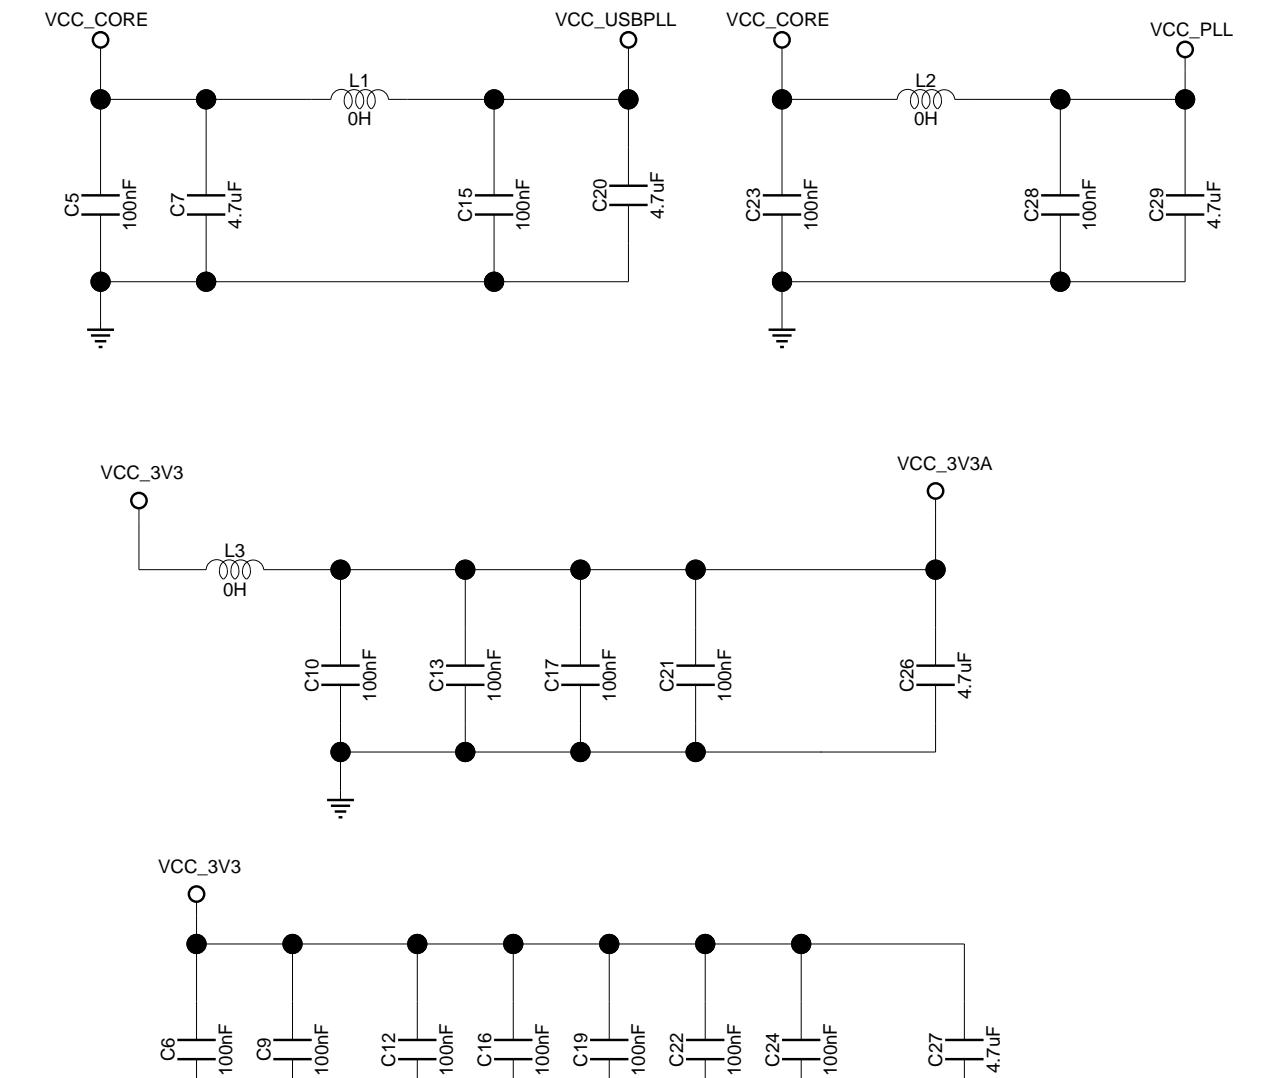 VCC_CORE
VCC_USBPLL
VCC_CORE
VCC_PLL
L1
0H
L2
0H
C5
100nF
C7
4.7uF
C15
100nF
C20
4.7uF
C23
100nF
C28
100nF
C29
4.7uF
VCC_3V3
VCC_3V3A
L3
0H
C10
100nF
C13
100nF
C17
100nF
C21
100nF
C26
4.7uF
VCC_3V3
C6
100nF
C9
100nF
C12
100nF
C16
100nF
C19
100nF
C22
100nF
C24
100nF
C27
4.7uF